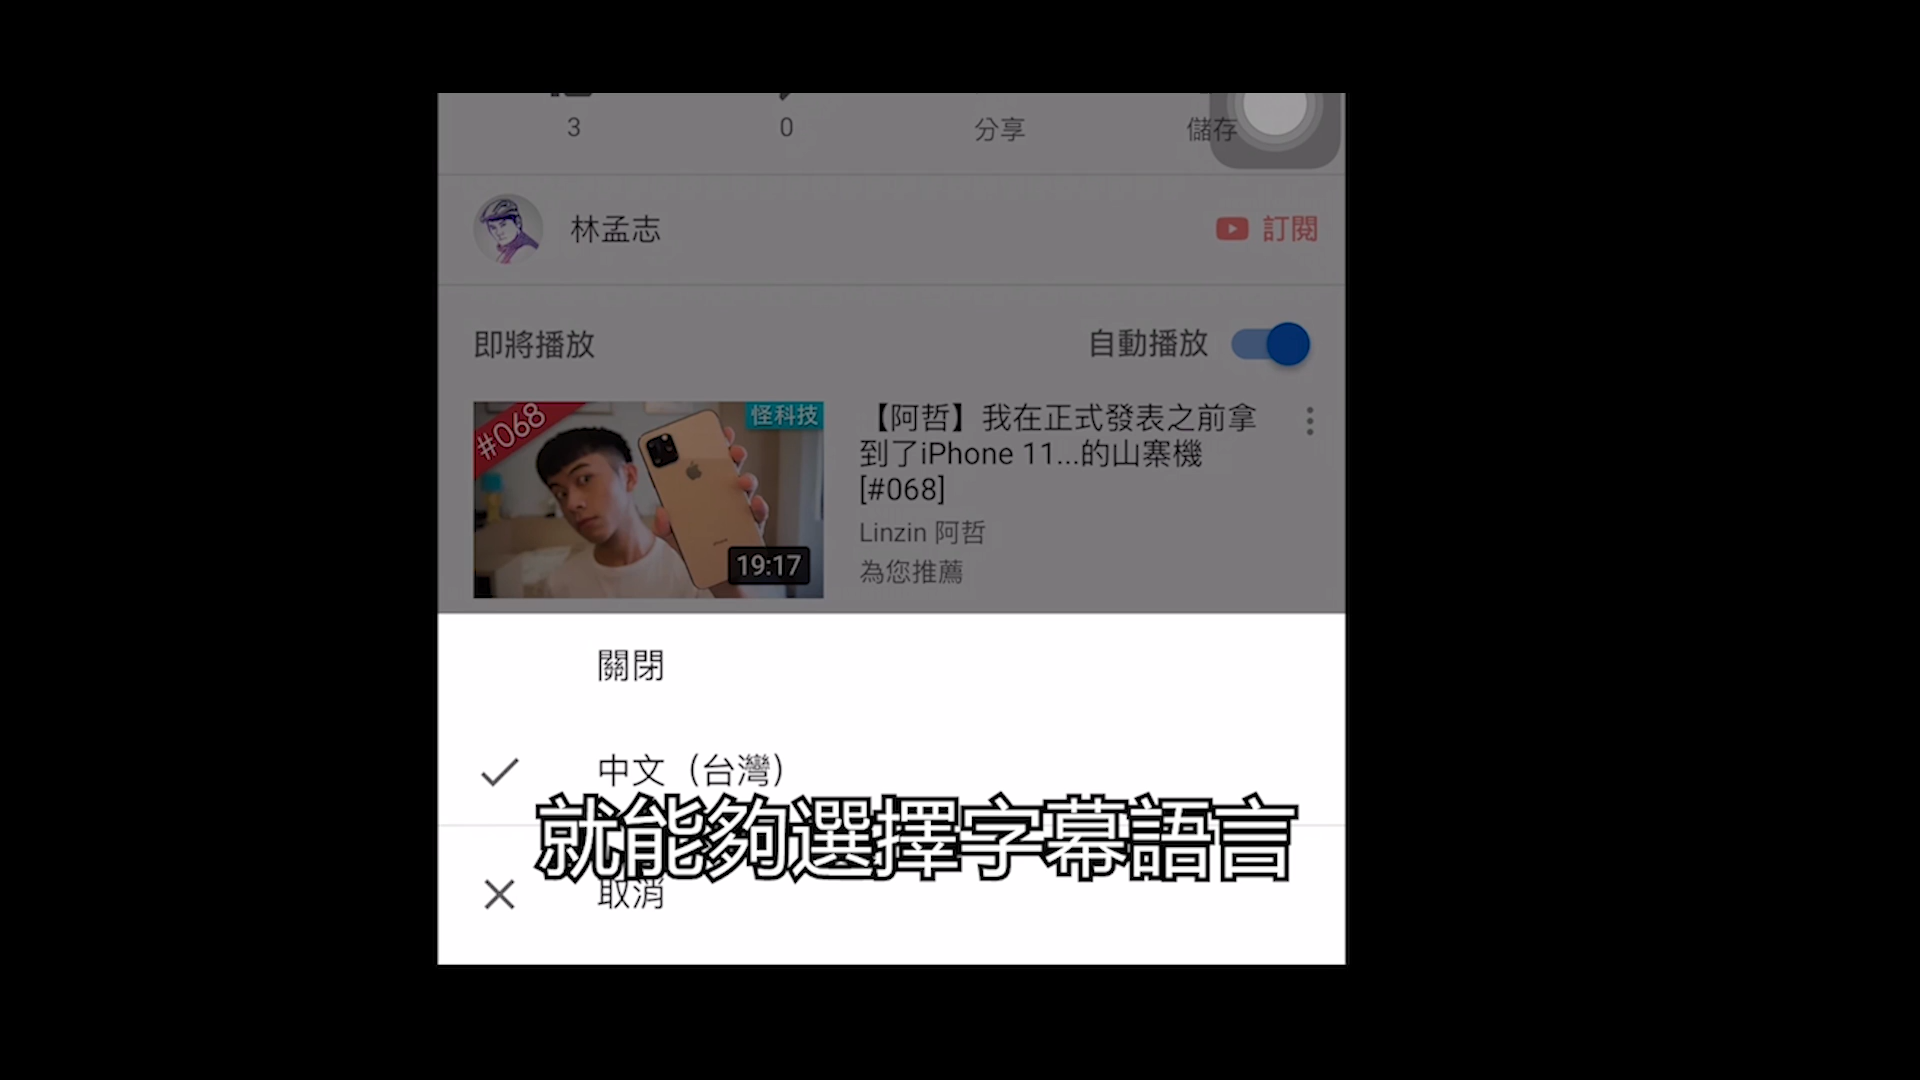 3
0
分享
儲存
林孟志
訂閱
即將播放
自動播放
#068
怪科技
19:17
【阿哲】我在正式發表之前拿
到了iPhone 11...的山寨機
[#068]
Linzin 阿哲
為您推薦
關閉
中文（台灣）
就能夠選擇字幕語言
取消